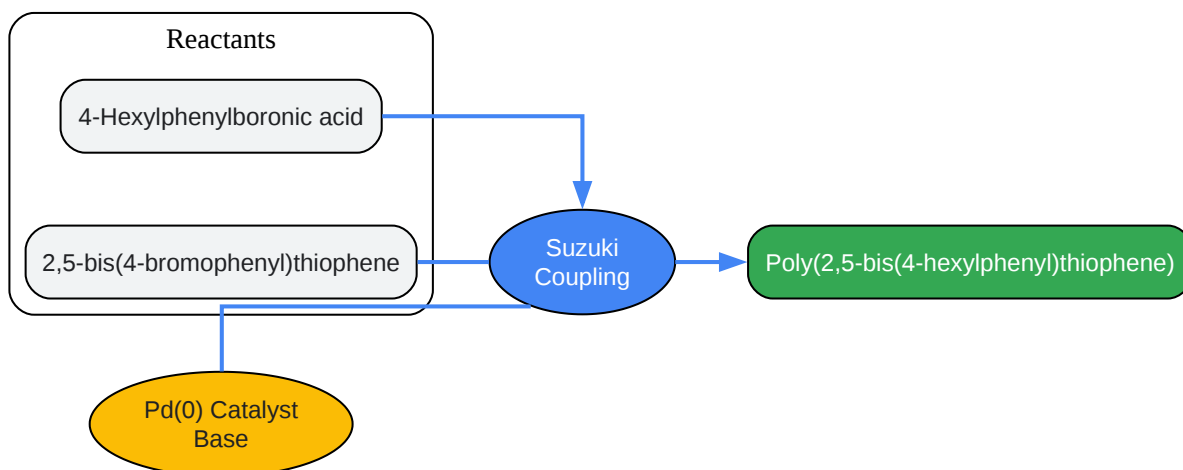 Reactants
4-Hexylphenylboronic acid
2,5-bis(4-bromophenyl)thiophene
Suzuki
Coupling
Poly(2,5-bis(4-hexylphenyl)thiophene)
Pd(0) Catalyst
Base